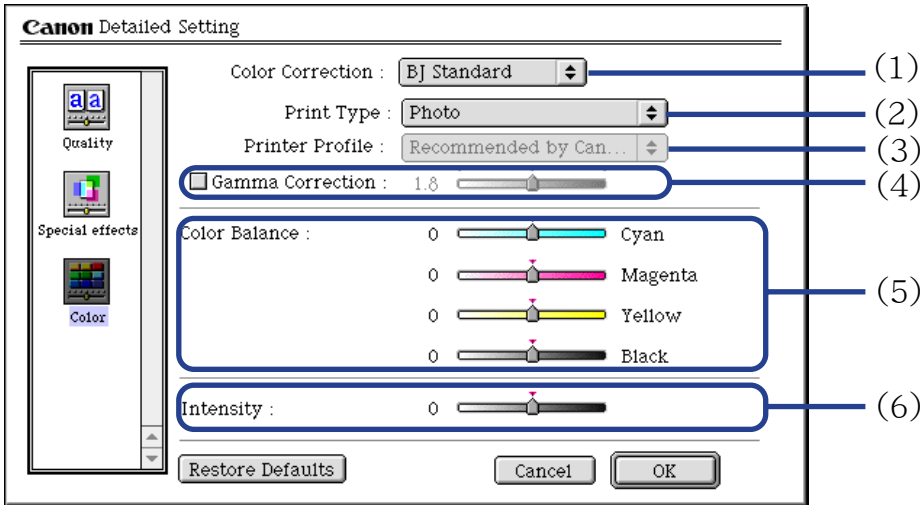 Canon Detailed Setting
Color Correction : BJ Standard (1)
Print Type : Photo (2)
Printer Profile : Recommended by Can... (3)
Gamma Correction : 1.8 (4)
aa
Quality
Special effects
Color
Color Balance : 0 Cyan
0 Magenta
0 Yellow
0 Black
(5)
Intensity : 0 (6)
Restore Defaults Cancel OK